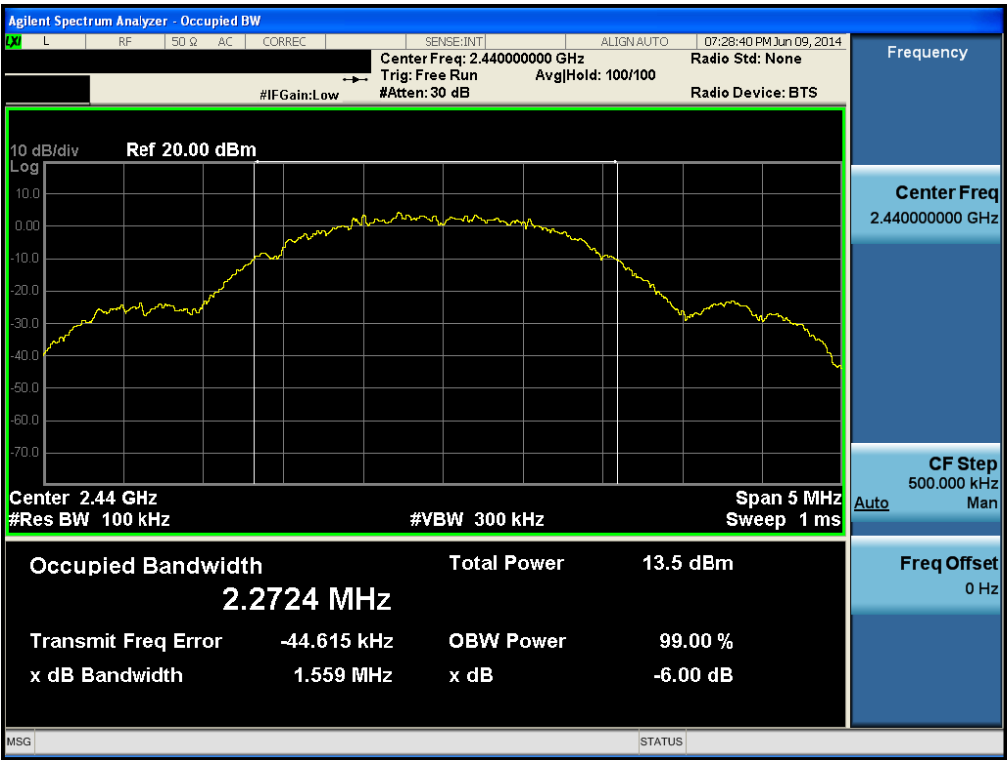 Agilent Spectrum Analyzer - Occupied BW
LXI L RF 50 Ω AC CORREC SENSE:INT ALIGN AUTO 07:28:40 PM Jun 09, 2014
Center Freq: 2.440000000 GHz Radio Std: None
Trig: Free Run Avg|Hold: 100/100
#IFGain:Low #Atten: 30 dB Radio Device: BTS
10 dB/div Ref 20.00 dBm
Log
10.0
0.00
-10.0
-20.0
-30.0
-40.0
-50.0
-60.0
-70.0
Center 2.44 GHz Span 5 MHz
#Res BW 100 kHz #VBW 300 kHz Sweep 1 ms
Occupied Bandwidth Total Power 13.5 dBm
2.2724 MHz
Transmit Freq Error -44.615 kHz OBW Power 99.00 %
x dB Bandwidth 1.559 MHz x dB -6.00 dB
MSG STATUS
Frequency
Center Freq
2.440000000 GHz
CF Step
500.000 kHz
Auto Man
Freq Offset
0 Hz